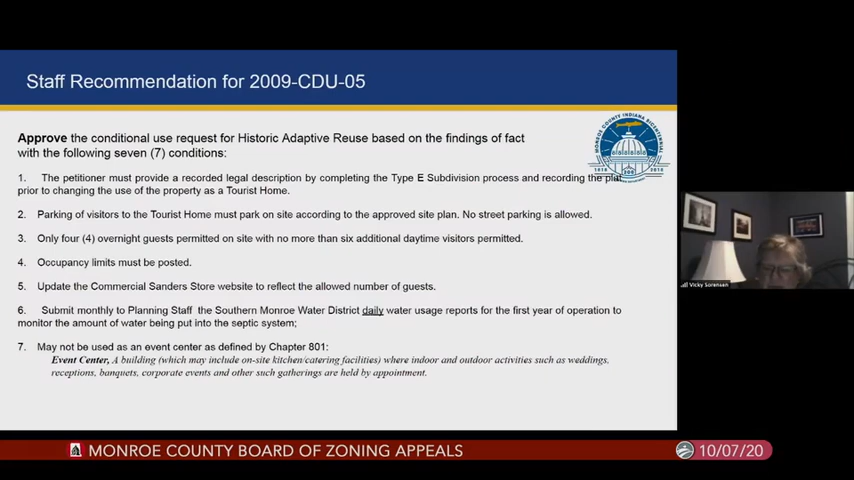 Staff Recommendation for 2009-CDU-05
Approve the conditional use request for Historic Adaptive Reuse based on the findings of fact
with the following seven (7) conditions:
MONROE COUNTY INDIANA BICENTENNIAL
1818 200 2018
1. The petitioner must provide a recorded legal description by completing the Type E Subdivision process and recording the plat
prior to changing the use of the property as a Tourist Home.
2. Parking of visitors to the Tourist Home must park on site according to the approved site plan. No street parking is allowed.
3. Only four (4) overnight guests permitted on site with no more than six additional daytime visitors permitted.
4. Occupancy limits must be posted.
5. Update the Commercial Sanders Store website to reflect the allowed number of guests.
6. Submit monthly to Planning Staff the Southern Monroe Water District daily water usage reports for the first year of operation to
monitor the amount of water being put into the septic system;
7. May not be used as an event center as defined by Chapter 801:
Event Center, A building (which may include on-site kitchen/catering facilities) where indoor and outdoor activities such as weddings,
receptions, banquets, corporate events and other such gatherings are held by appointment.
Vicky Sorensen
MONROE COUNTY BOARD OF ZONING APPEALS
10/07/20